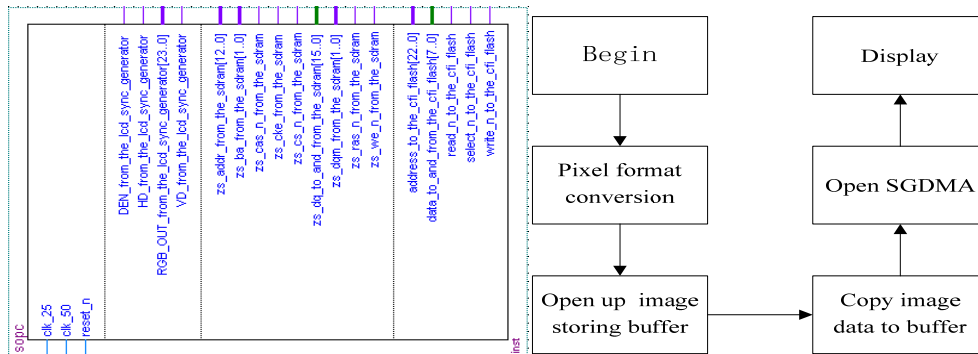 DEN_from_the_lcd_sync_generator
HD_from_the_lcd_sync_generator
RGB_OUT_from_the_lcd_sync_generator[23..0]
VD_from_the_lcd_sync_generator
zs_addr_from_the_sdram[12..0]
zs_ba_from_the_sdram[1..0]
zs_cas_n_from_the_sdram
zs_cke_from_the_sdram
zs_cs_n_from_the_sdram
zs_dq_to_and_from_the_sdram[15..0]
zs_dqm_from_the_sdram[1..0]
zs_ras_n_from_the_sdram
zs_we_n_from_the_sdram
address_to_the_cfi_flash[22..0]
data_to_and_from_the_cfi_flash[7..0]
read_n_to_the_cfi_flash
select_n_to_the_cfi_flash
write_n_to_the_cfi_flash
sopc
clk_25
clk_50
reset_n
inst
Begin
Pixel format
conversion
Open up image
storing buffer
Copy image
data to buffer
Open SGDMA
Display